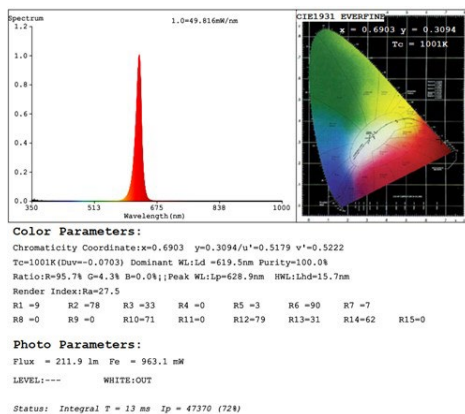 Spectrum
1.0=49.816mW/nm
1.2
1.0
0.8
0.6
0.4
0.2
0.0
350 513 675 838 1000
Wavelength(nm)
CIE1931 EVERFINE
x = 0.6903 y = 0.3094
Tc = 1001K
Color Parameters:
Chromaticity Coordinate:x=0.6903 y=0.3094/u'=0.5179 v'=0.5222
Tc=1001K(Duv=-0.0703) Dominant WL:Ld =619.5nm Purity=100.0%
Ratio:R=95.7% G=4.3% B=0.0%;;Peak WL:Lp=628.9nm HWL:Lhd=15.7nm
Render Index:Ra=27.5
R1 =9 R2 =78 R3 =33 R4 =0 R5 =3 R6 =90 R7 =7
R8 =0 R9 =0 R10=71 R11=0 R12=79 R13=31 R14=62 R15=0
Photo Parameters:
Flux = 211.9 lm Fe = 963.1 mW
LEVEL:--- WHITE:OUT
Status: Integral T = 13 ms Ip = 47370 (72%)